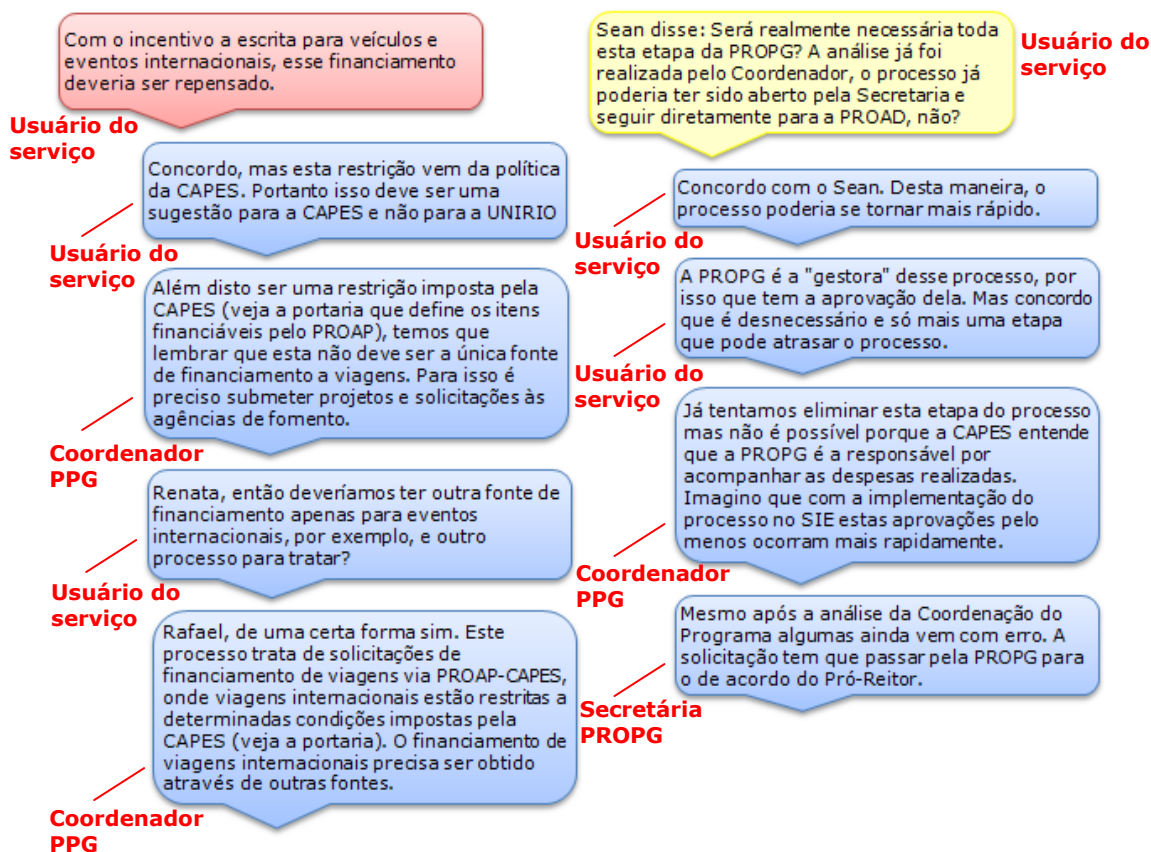 Com o incentivo a escrita para veículos e
eventos internacionais, esse financiamento
deveria ser repensado.
Usuário do
serviço
Concordo, mas esta restrição vem da política
da CAPES. Portanto isso deve ser uma
sugestão para a CAPES e não para a UNIRIO
Usuário do
serviço
Além disto ser uma restrição imposta pela
CAPES (veja a portaria que define os itens
financiáveis pelo PROAP), temos que
lembrar que esta não deve ser a única fonte
de financiamento a viagens. Para isso é
preciso submeter projetos e solicitações às
agências de fomento.
Coordenador
PPG
Renata, então deveríamos ter outra fonte de
financiamento apenas para eventos
internacionais, por exemplo, e outro
processo para tratar?
Usuário do
serviço
Rafael, de uma certa forma sim. Este
processo trata de solicitações de
financiamento de viagens via PROAP-CAPES,
onde viagens internacionais estão restritas a
determinadas condições impostas pela
CAPES (veja a portaria). O financiamento de
viagens internacionais precisa ser obtido
através de outras fontes.
Coordenador
PPG
Sean disse: Será realmente necessária toda
esta etapa da PROPG? A análise já foi
realizada pelo Coordenador, o processo já
poderia ter sido aberto pela Secretaria e
seguir diretamente para a PROAD, não?
Usuário do
serviço
Concordo com o Sean. Desta maneira, o
processo poderia se tornar mais rápido.
Usuário do
serviço
A PROPG é a "gestora" desse processo, por
isso que tem a aprovação dela. Mas concordo
que é desnecessário e só mais uma etapa
que pode atrasar o processo.
Usuário do
serviço
Já tentamos eliminar esta etapa do processo
mas não é possível porque a CAPES entende
que a PROPG é a responsável por
acompanhar as despesas realizadas.
Imagino que com a implementação do
processo no SIE estas aprovações pelo
menos ocorram mais rapidamente.
Coordenador
PPG
Mesmo após a análise da Coordenação do
Programa algumas ainda vem com erro. A
solicitação tem que passar pela PROPG para
o de acordo do Pró-Reitor.
Secretária
PROPG